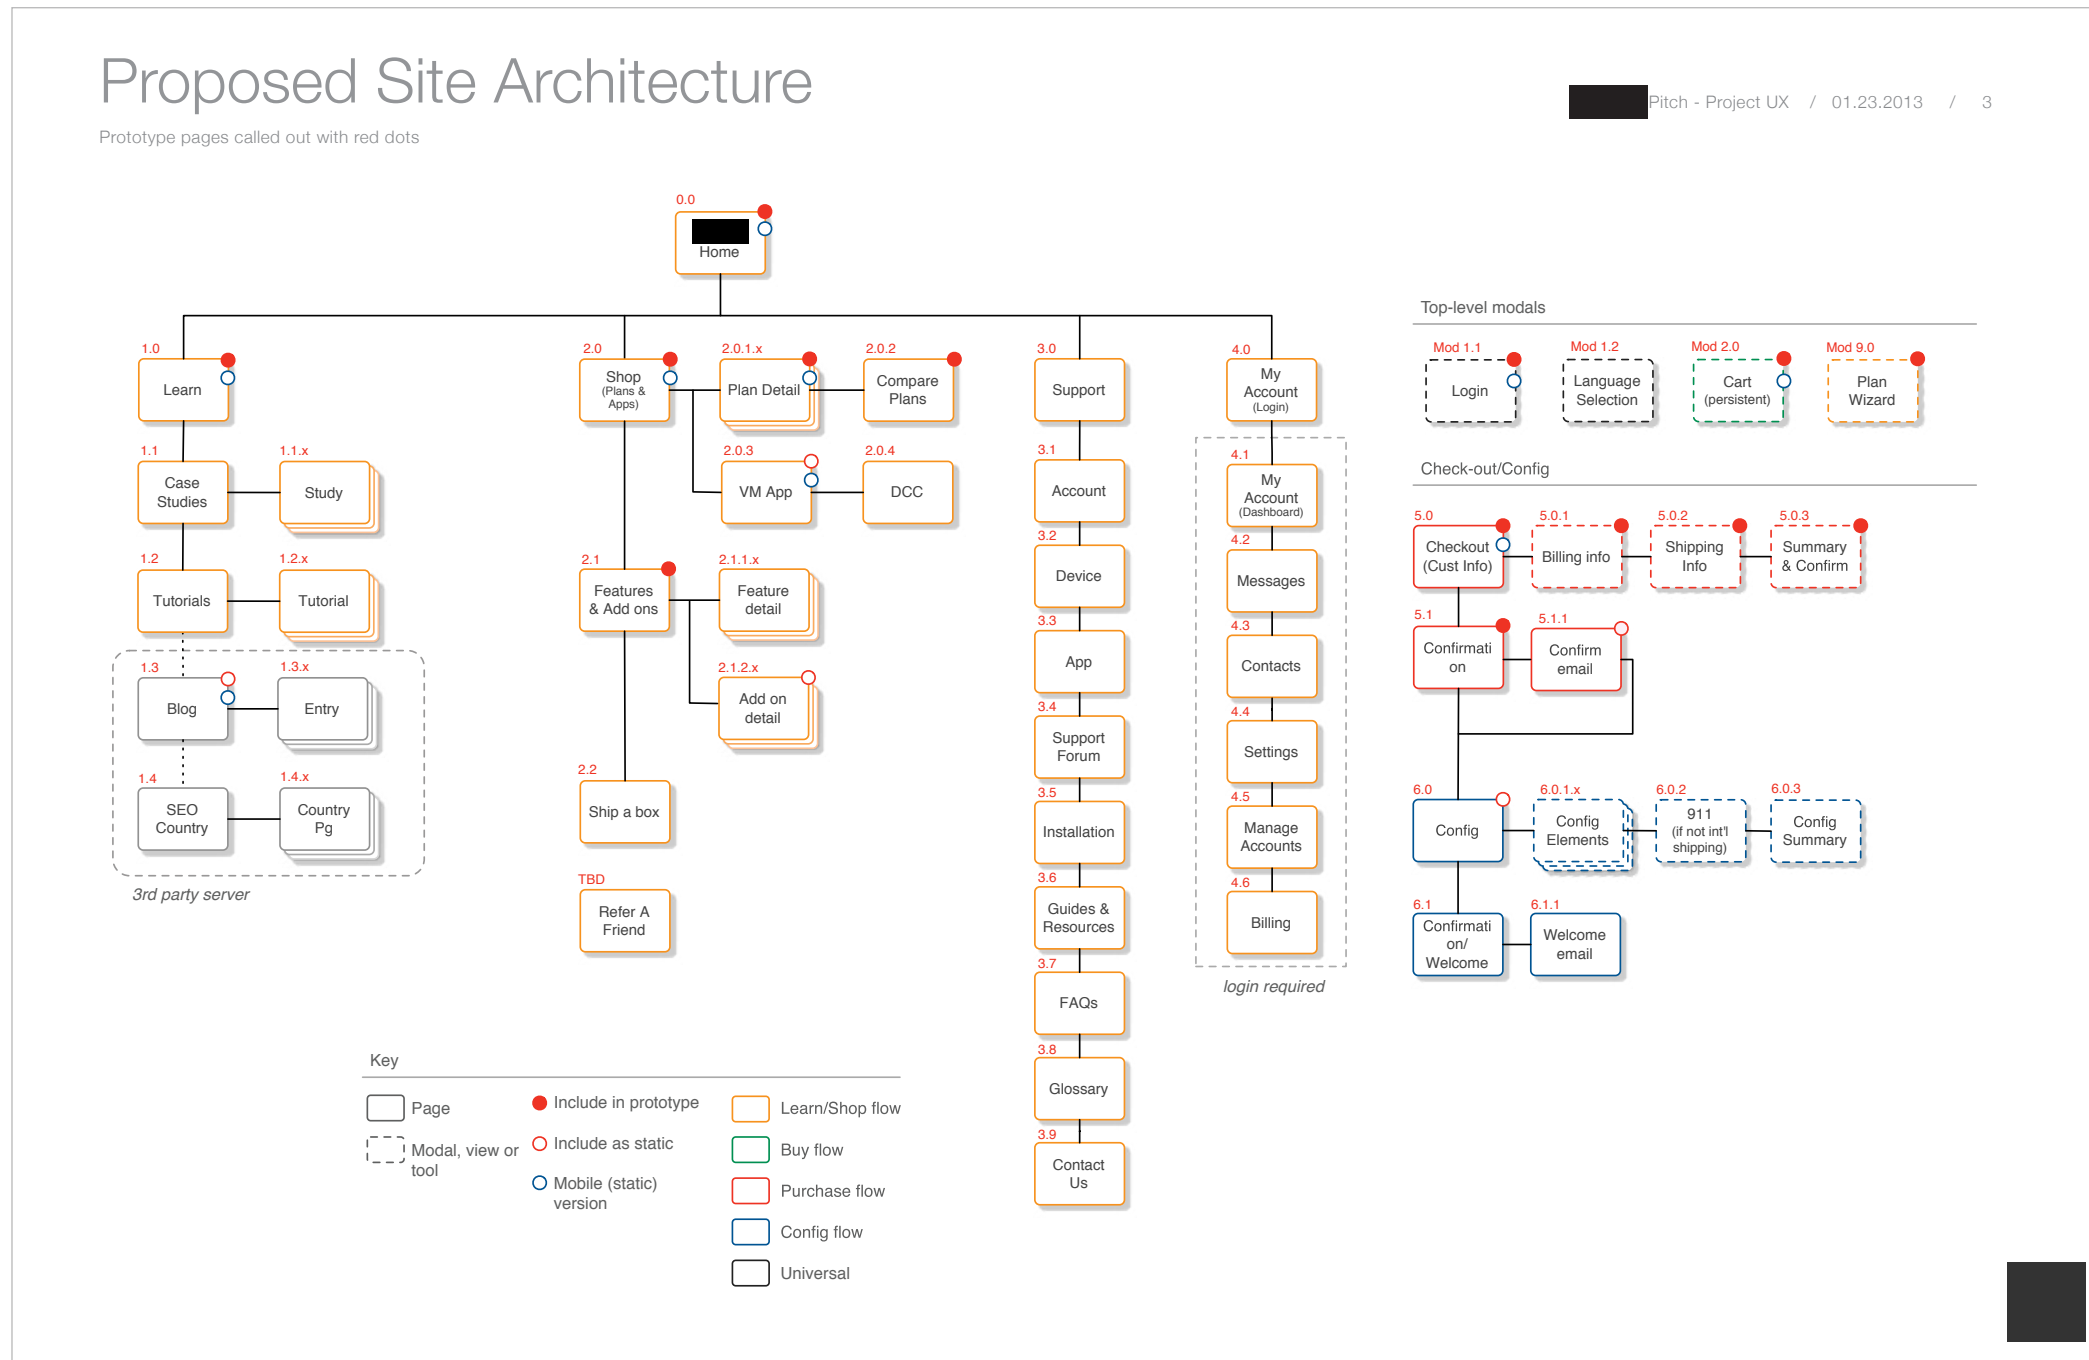 Proposed Site Architecture
Prototype pages called out with red dots
Pitch - Project UX / 01.23.2013 / 3
0.0
Home
1.0
Learn
1.1
Case
Studies
1.1.x
Study
1.2
Tutorials
1.2.x
Tutorial
1.3
Blog
1.3.x
Entry
1.4
SEO
Country
1.4.x
Country
Pg
3rd party server
2.0
Shop
(Plans &
Apps)
2.0.1.x
Plan Detail
2.0.2
Compare
Plans
2.0.3
VM App
2.0.4
DCC
2.1
Features
& Add ons
2.1.1.x
Feature
detail
2.1.2.x
Add on
detail
2.2
Ship a box
TBD
Refer A
Friend
3.0
Support
3.1
Account
3.2
Device
3.3
App
3.4
Support
Forum
3.5
Installation
3.6
Guides &
Resources
3.7
FAQs
3.8
Glossary
3.9
Contact
Us
4.0
My
Account
(Login)
4.1
My
Account
(Dashboard)
4.2
Messages
4.3
Contacts
4.4
Settings
4.5
Manage
Accounts
4.6
Billing
login required
Top-level modals
Mod 1.1
Login
Mod 1.2
Language
Selection
Mod 2.0
Cart
(persistent)
Mod 9.0
Plan
Wizard
Check-out/Config
5.0
Checkout
(Cust Info)
5.0.1
Billing info
5.0.2
Shipping
Info
5.0.3
Summary
& Confirm
5.1
Confirmati
on
5.1.1
Confirm
email
6.0
Config
6.0.1.x
Config
Elements
6.0.2
911
(if not int'l
shipping)
6.0.3
Config
Summary
6.1
Confirmati
on/
Welcome
6.1.1
Welcome
email
Key
Page
Modal, view or
tool
Include in prototype
Include as static
Mobile (static)
version
Learn/Shop flow
Buy flow
Purchase flow
Config flow
Universal